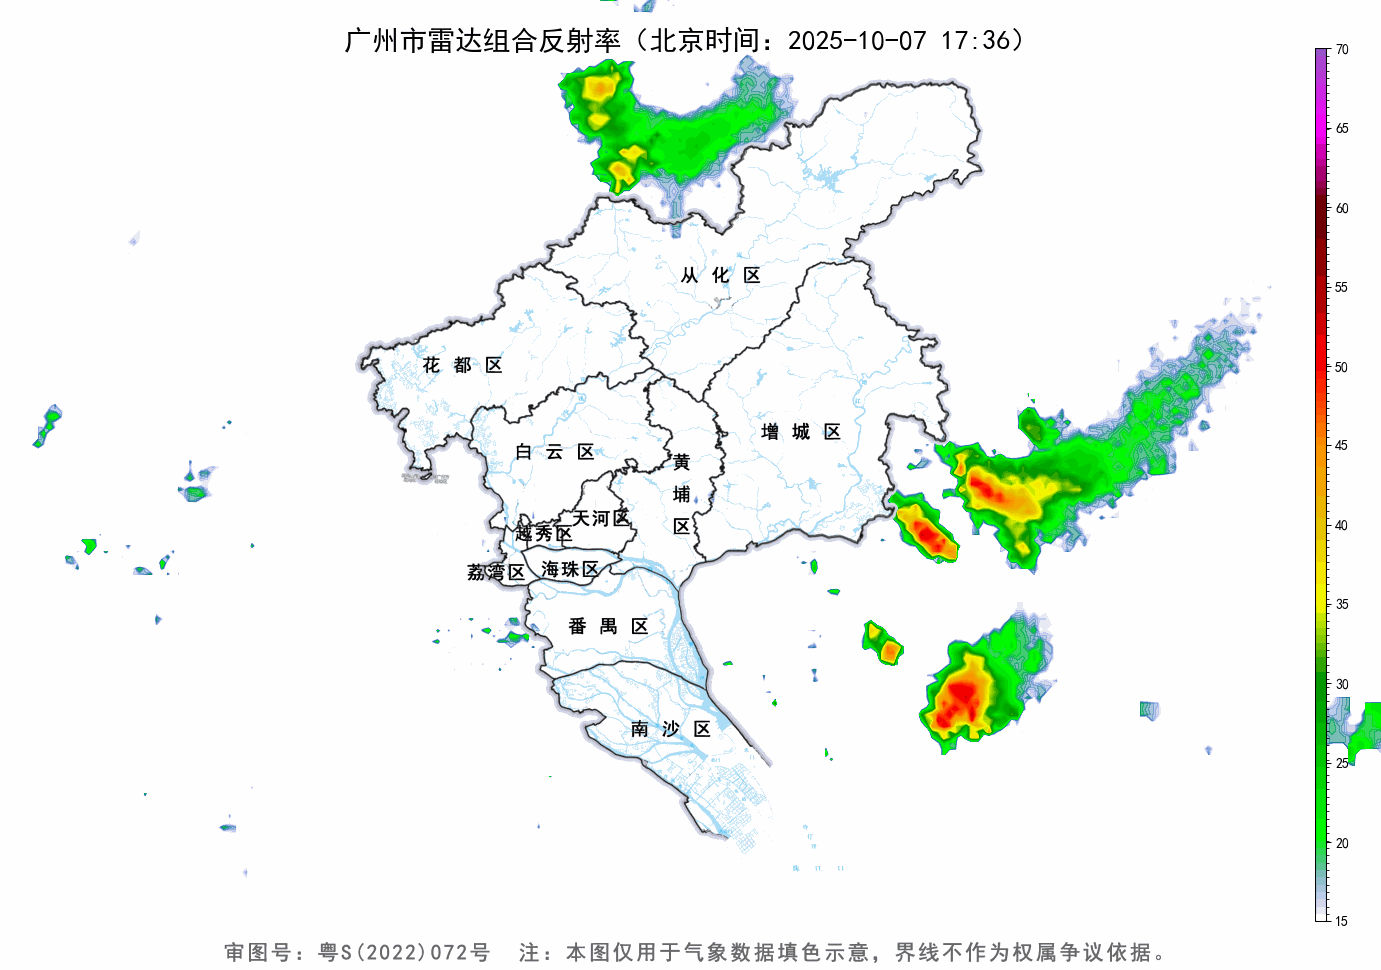 广州市雷达组合反射率（北京时间：2025-10-07 17:36）
70
65
60
55
50
45
40
35
30
25
20
15
从 化 区
花 都 区
增 城 区
白 云 区
黄
埔
区
天河区
越秀区
荔湾区
海珠区
番 禺 区
南 沙 区
审图号：粤S(2022)072号 注：本图仅用于气象数据填色示意，界线不作为权属争议依据。